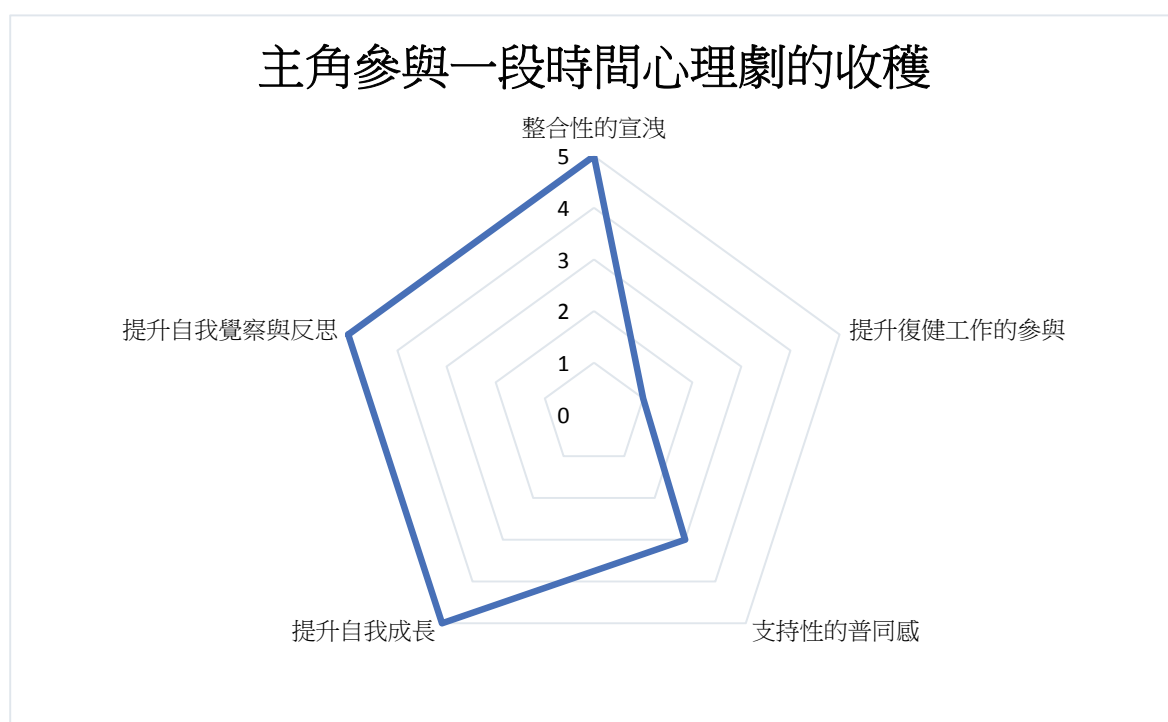 主角參與一段時間心理劇的收穫
整合性的宣洩
5
4
3
2
1
0
提升復健工作的參與
支持性的普同感
提升自我成長
提升自我覺察與反思